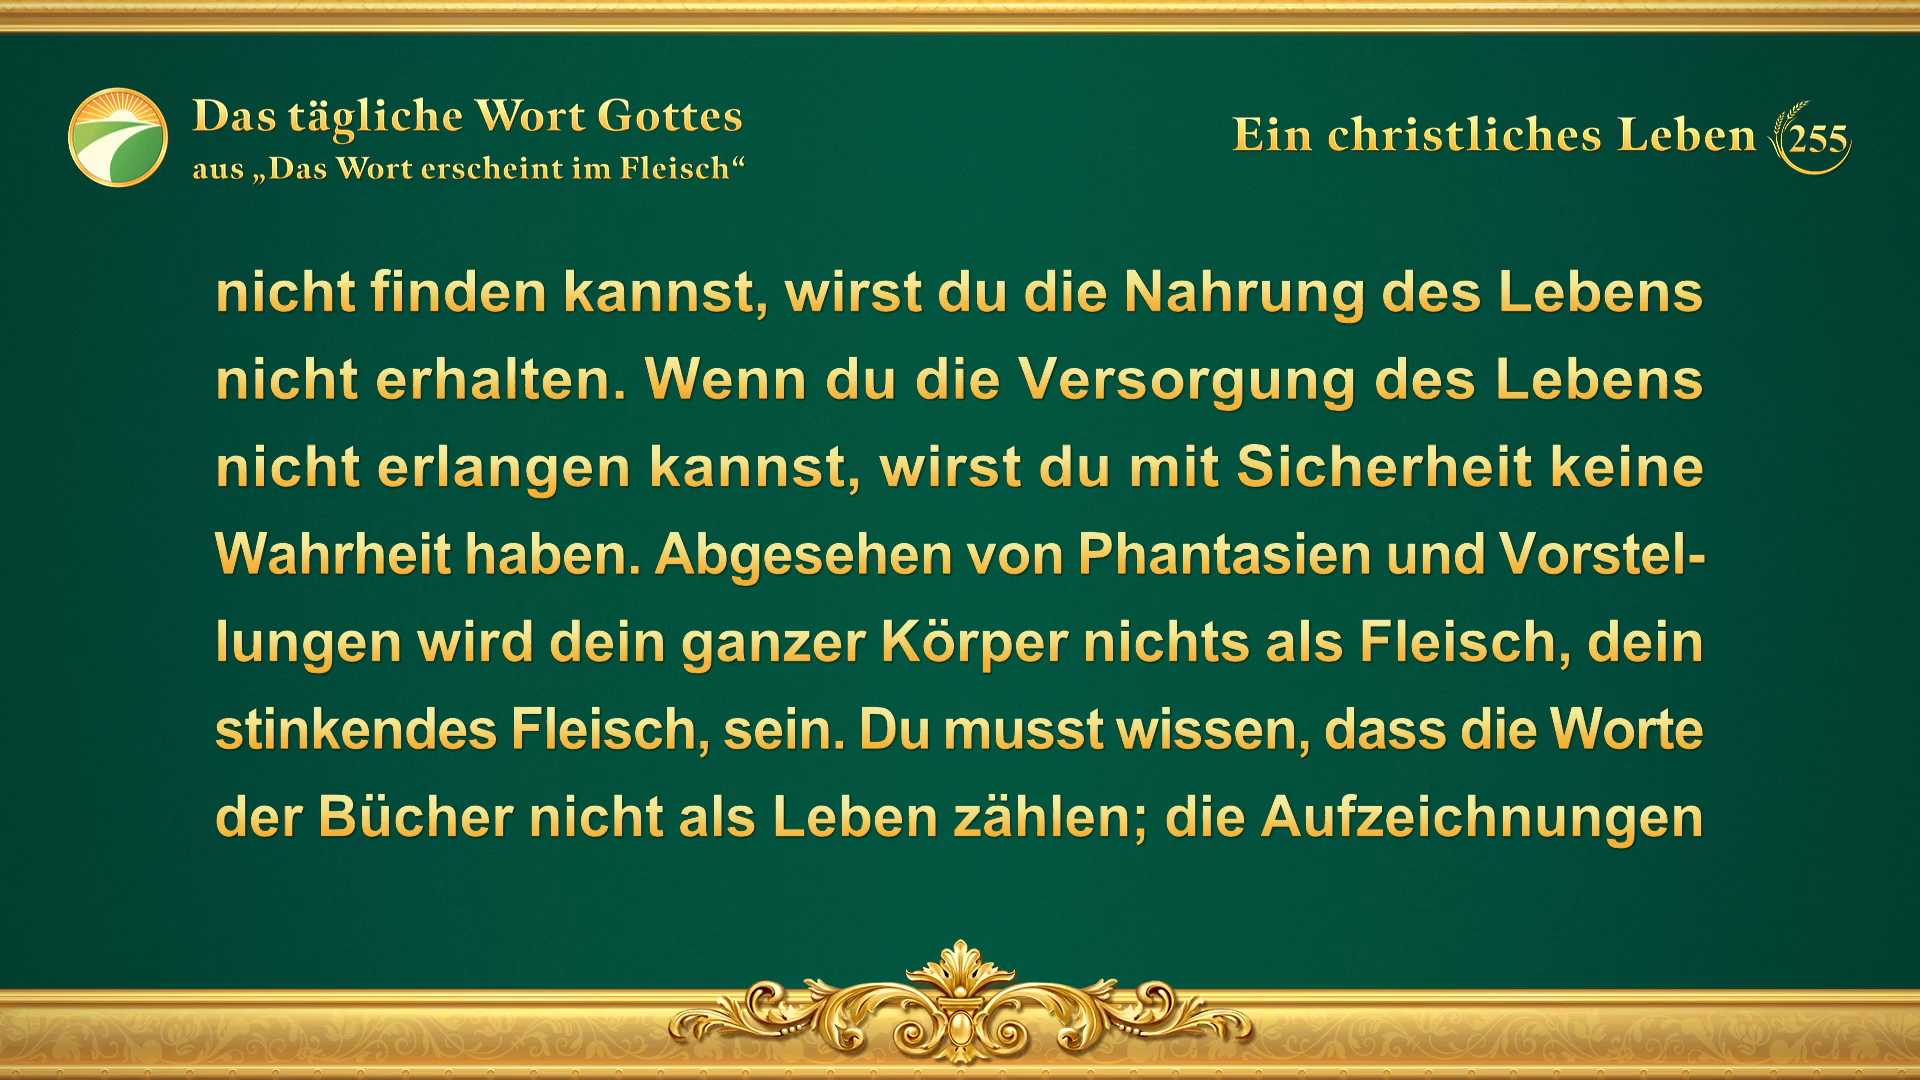 Das tägliche Wort Gottes
aus „Das Wort erscheint im Fleisch“
Ein christliches Leben 255
nicht finden kannst, wirst du die Nahrung des Lebens
nicht erhalten. Wenn du die Versorgung des Lebens
nicht erlangen kannst, wirst du mit Sicherheit keine
Wahrheit haben. Abgesehen von Phantasien und Vorstel-
lungen wird dein ganzer Körper nichts als Fleisch, dein
stinkendes Fleisch, sein. Du musst wissen, dass die Worte
der Bücher nicht als Leben zählen; die Aufzeichnungen